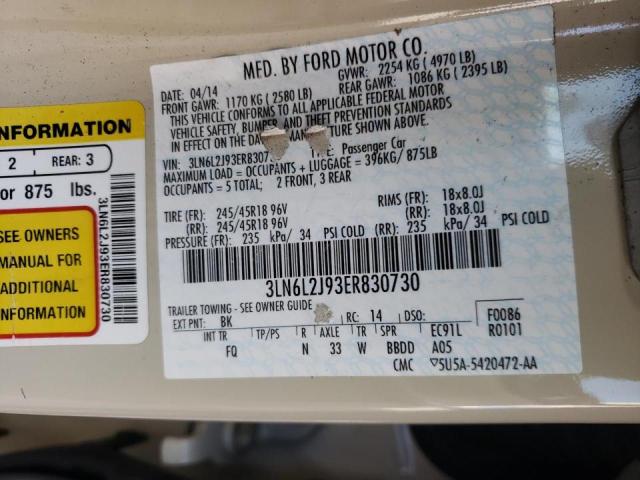 MFD. BY FORD MOTOR CO.
DATE: 04/14 GVWR: 2254 KG ( 4970 LB)
FRONT GAWR: 1170 KG ( 2580 LB) REAR GAWR: 1086 KG ( 2395 LB)
VEHICLE CONFORMS TO ALL APPLICABLE FEDERAL MOTOR
VEHICLE SAFETY, BUMPER, AND THEFT PREVENTION STANDARDS
IN EFFECT ON THE DATE OF MANUFACTURE SHOWN ABOVE.
VIN: 3LN6L2J93ER8307 TYPE: Passenger Car
MAXIMUM LOAD = OCCUPANTS + LUGGAGE = 396KG/ 875LB
OCCUPANTS = 5 TOTAL; 2 FRONT, 3 REAR
TIRE (FR): 245/45R18 96V RIMS (FR): 18x8.0J
(RR): 245/45R18 96V (RR): 18x8.0J
PRESSURE (FR): 235 kPa/ 34 PSI COLD (RR): 235 kPa/ 34 PSI COLD
3LN6L2J93ER830730
TRAILER TOWING - SEE OWNER GUIDE
EXT PNT: BK RC: 14 DSO: F0086
INT TR TP/PS R AXLE TR SPR EC91L R0101
FQ N 33 W BBDD A05
CMC 5U5A-5420472-AA
INFORMATION
2 REAR: 3
or 875 lbs.
SEE OWNERS
MANUAL FOR
ADDITIONAL
INFORMATION
3LN6L2J93ER830730